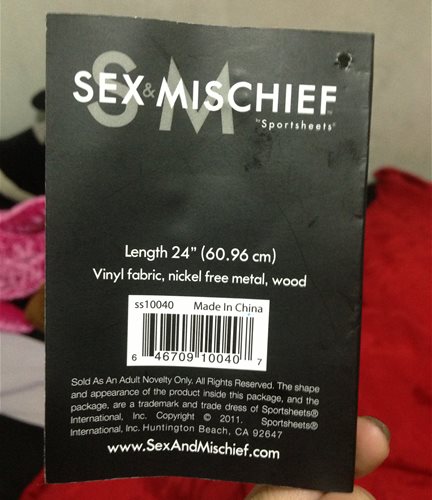 S&M
SEX & MISCHIEF™
by Sportsheets®
Length 24" (60.96 cm)
Vinyl fabric, nickel free metal, wood
ss10040 Made In China
6 46709 10040 7
Sold As An Adult Novelty Only. All Rights Reserved. The shape
and appearance of the product inside this package, and the
package, are a trademark and trade dress of Sportsheets®
International, Inc. Copyright © 2011. Sportsheets®
International, Inc. Huntington Beach, CA 92647
www.SexAndMischief.com